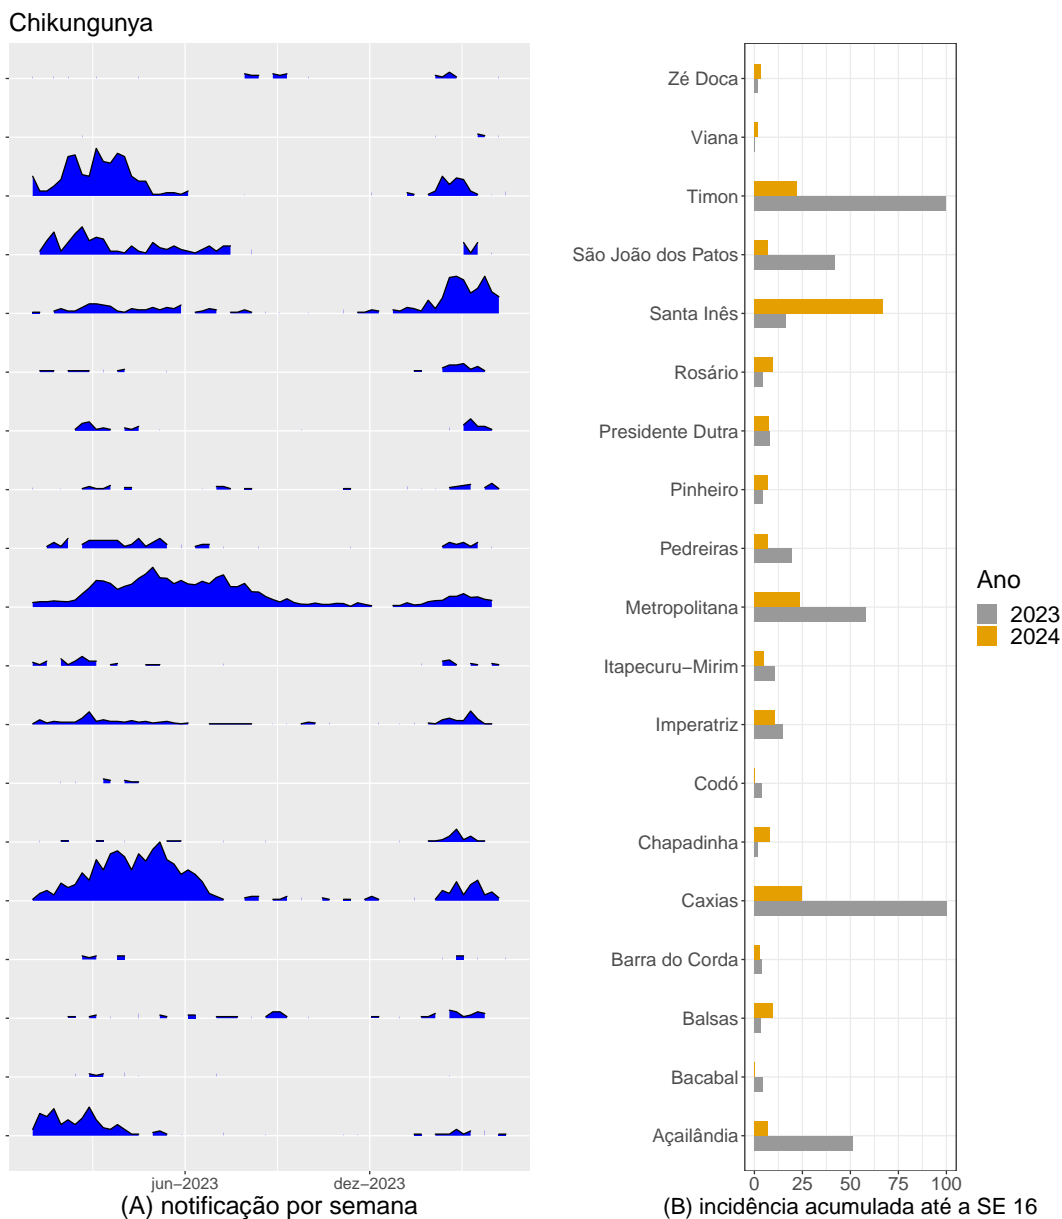 Chikungunya
Zé Doca
Viana
Timon
São João dos Patos
Santa Inês
Rosário
Presidente Dutra
Pinheiro
Pedreiras
Metropolitana
Itapecuru−Mirim
Imperatriz
Codó
Chapadinha
Caxias
Barra do Corda
Balsas
Bacabal
Açailândia
Ano
2023
2024
jun−2023 dez−2023
0 25 50 75 100
(A) notificação por semana
(B) incidência acumulada até a SE 16